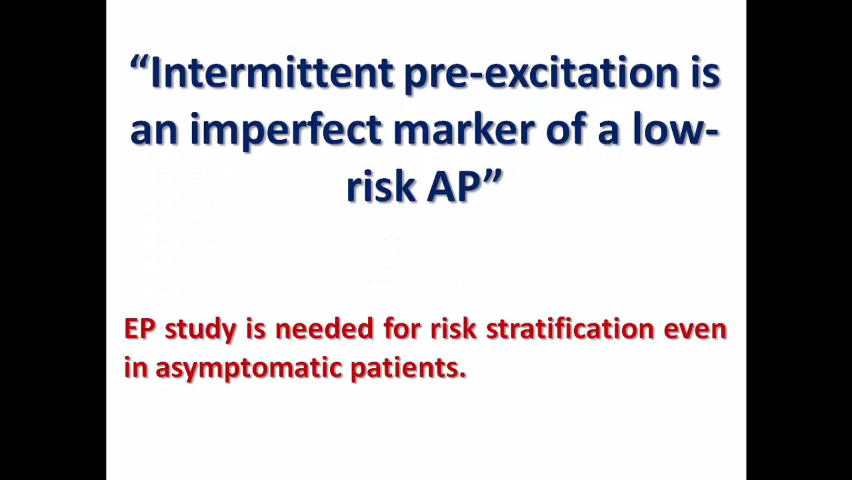 “Intermittent pre-excitation is
an imperfect marker of a low-
risk AP”
EP study is needed for risk stratification even
in asymptomatic patients.